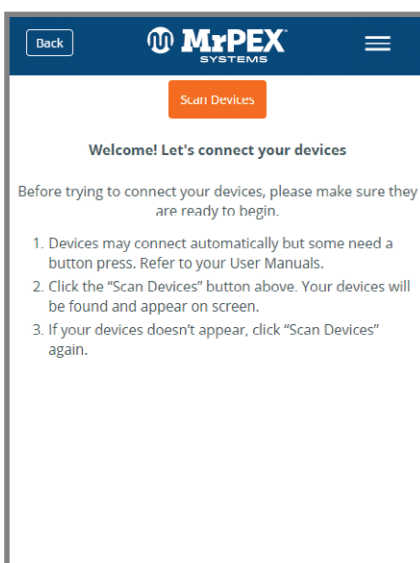 Back
MrPEX
SYSTEMS
Scan Devices
Welcome! Let's connect your devices
Before trying to connect your devices, please make sure they
are ready to begin.
1. Devices may connect automatically but some need a
button press. Refer to your User Manuals.
2. Click the “Scan Devices” button above. Your devices will
be found and appear on screen.
3. If your devices doesn’t appear, click “Scan Devices”
again.